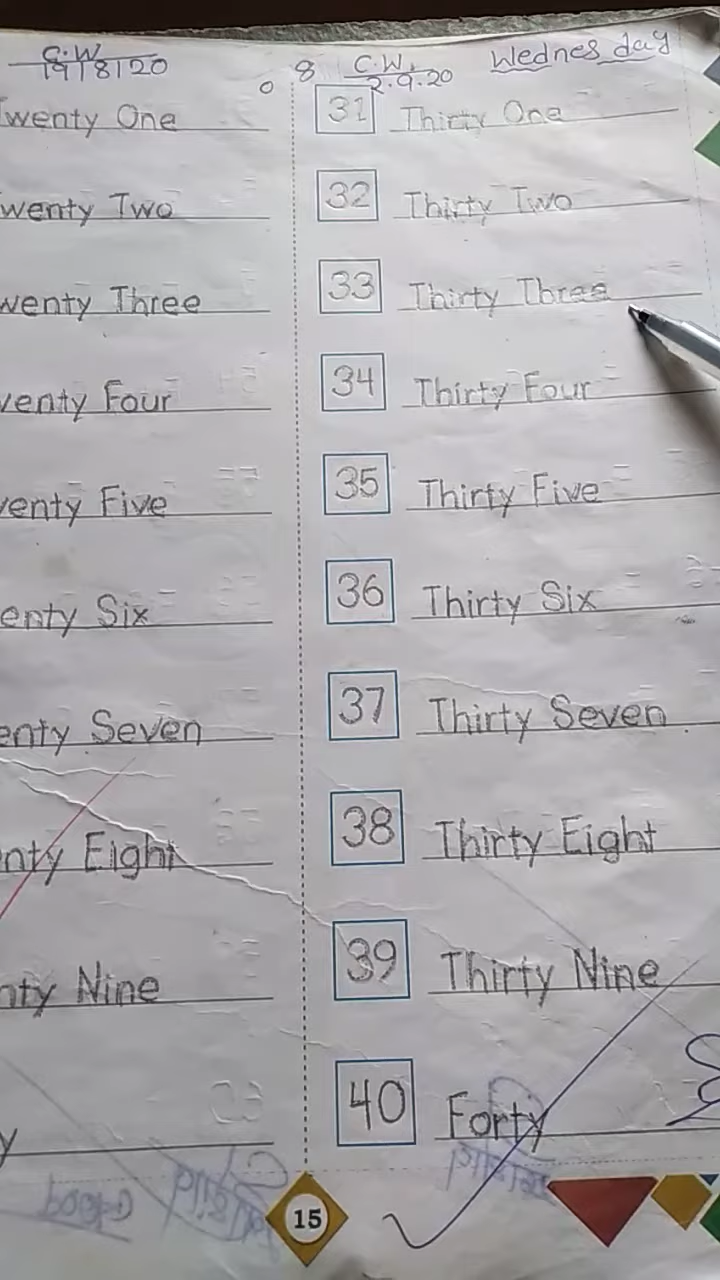 C.W
19/8/20
8 C.W.
2.9.20
Wednesday
wenty One
31 Thirty One
wenty Two
32 Thirty Two
wenty Three
33 Thirty Three
wenty Four
34 Thirty Four
venty Five
35 Thirty Five
enty Six
36 Thirty Six
enty Seven
37 Thirty Seven
nty Eight
38 Thirty Eight
nty Nine
39 Thirty Nine
y
40 Forty
15